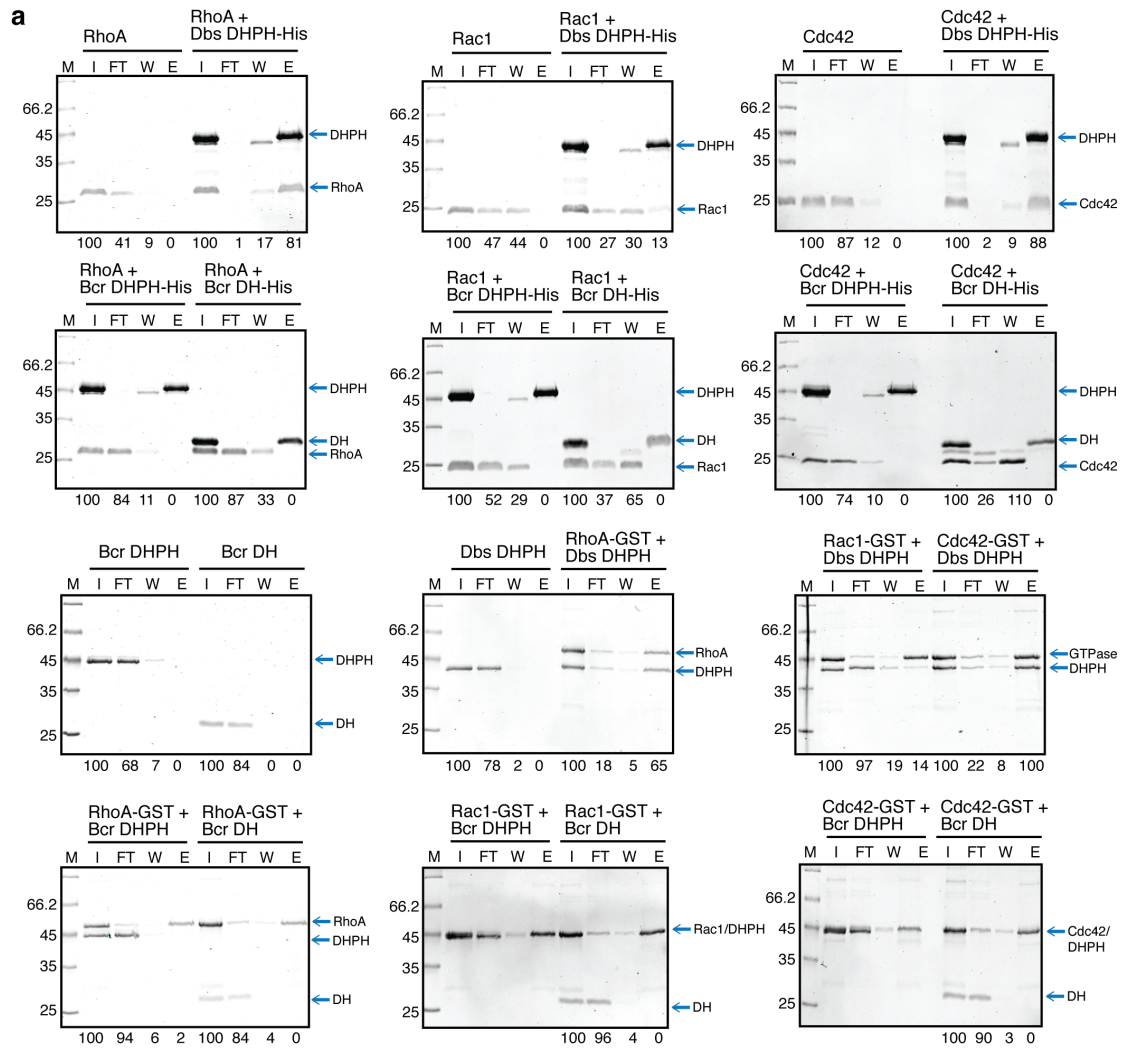 a
RhoA
RhoA +
Dbs DHPH-His
M I FT W E I FT W E
66.2
45
35
25
DHPH
RhoA
100 41 9 0 100 1 17 81
Rac1
Rac1 +
Dbs DHPH-His
M I FT W E I FT W E
66.2
45
35
25
DHPH
Rac1
100 47 44 0 100 27 30 13
Cdc42
Cdc42 +
Dbs DHPH-His
M I FT W E I FT W E
66.2
45
35
25
DHPH
Cdc42
100 87 12 0 100 2 9 88
RhoA +
Bcr DHPH-His
RhoA +
Bcr DH-His
M I FT W E I FT W E
66.2
45
35
25
DHPH
DH
RhoA
100 84 11 0 100 87 33 0
Rac1 +
Bcr DHPH-His
Rac1 +
Bcr DH-His
M I FT W E I FT W E
66.2
45
35
25
DHPH
DH
Rac1
100 52 29 0 100 37 65 0
Cdc42 +
Bcr DHPH-His
Cdc42 +
Bcr DH-His
M I FT W E I FT W E
66.2
45
35
25
DHPH
DH
Cdc42
100 74 10 0 100 26 110 0
Bcr DHPH
Bcr DH
M I FT W E I FT W E
66.2
45
35
25
DHPH
DH
100 68 7 0 100 84 0 0
Dbs DHPH
RhoA-GST +
Dbs DHPH
M I FT W E I FT W E
66.2
45
35
25
RhoA
DHPH
100 78 2 0 100 18 5 65
Rac1-GST +
Dbs DHPH
Cdc42-GST +
Dbs DHPH
M I FT W E I FT W E
66.2
45
35
25
GTPase
DHPH
100 97 19 14 100 22 8 100
RhoA-GST +
Bcr DHPH
RhoA-GST +
Bcr DH
M I FT W E I FT W E
66.2
45
35
25
RhoA
DHPH
DH
100 94 6 2 100 84 4 0
Rac1-GST +
Bcr DHPH
Rac1-GST +
Bcr DH
M I FT W E I FT W E
66.2
45
35
25
Rac1/DHPH
DH
100 96 4 0
Cdc42-GST +
Bcr DHPH
Cdc42-GST +
Bcr DH
M I FT W E I FT W E
66.2
45
35
25
Cdc42/
DHPH
DH
100 90 3 0